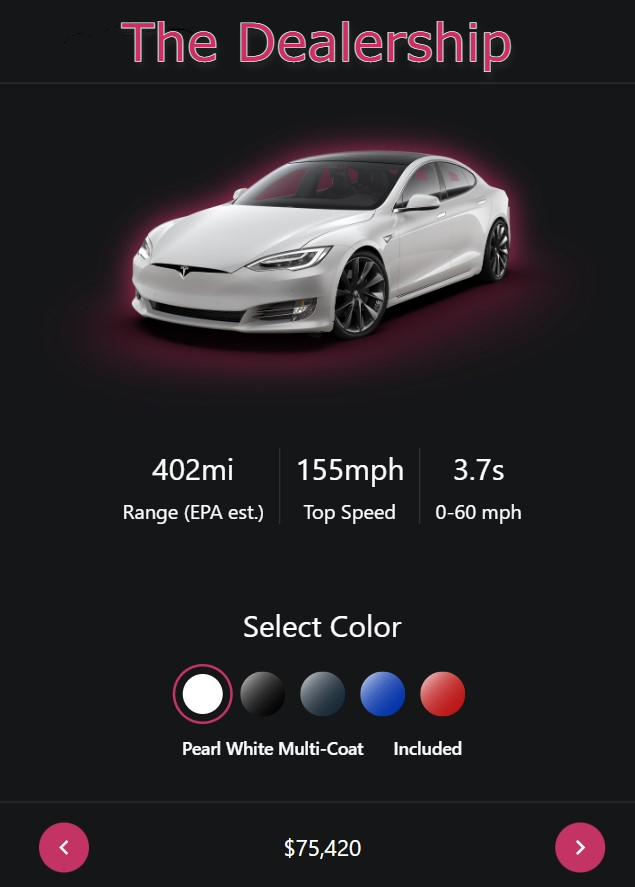 The Dealership
402mi 155mph 3.7s
Range (EPA est.) Top Speed 0-60 mph
Select Color
Pearl White Multi-Coat Included
$75,420